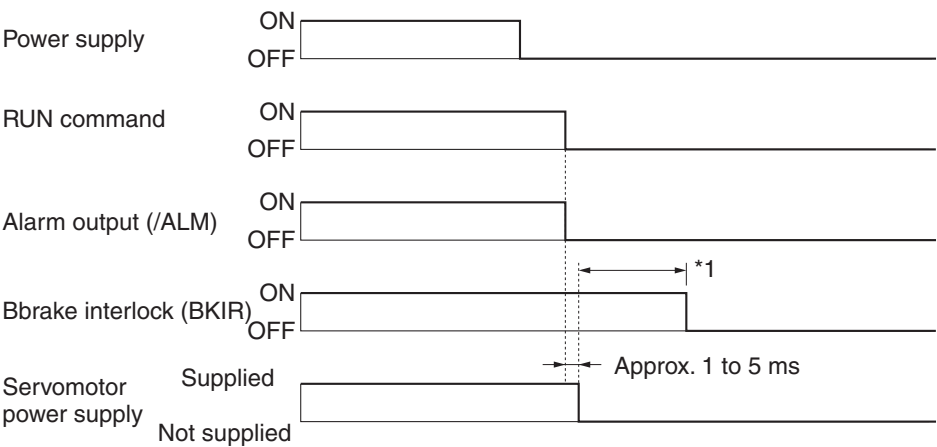 Power supply
ON
OFF
RUN command
ON
OFF
Alarm output (/ALM)
ON
OFF
*1
Bbrake interlock (BKIR)
ON
OFF
Approx. 1 to 5 ms
Servomotor
power supply
Supplied
Not supplied